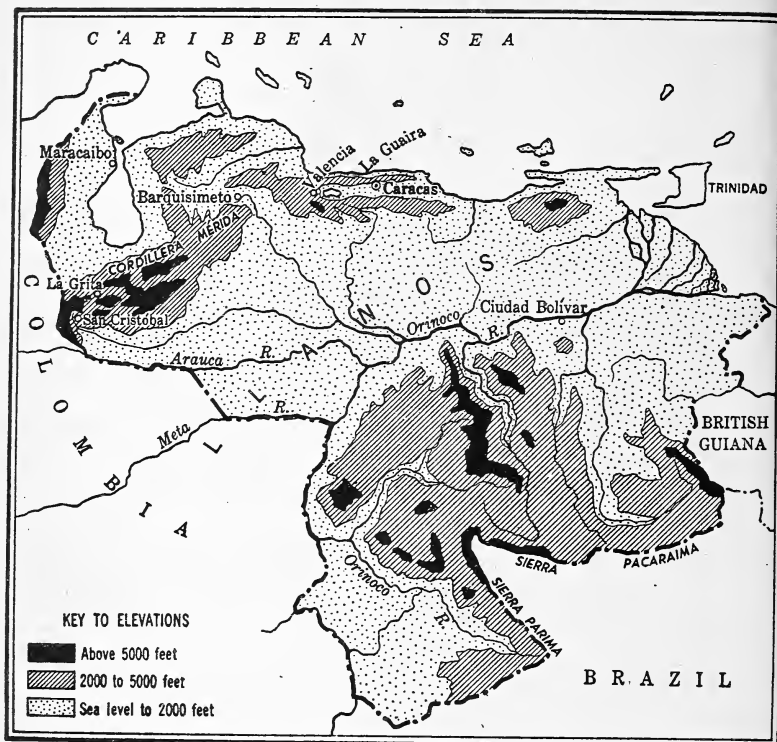 CARIBBEAN SEA
Maracaibo
Valencia
La Guaira
Caracas
TRINIDAD
Barquisimeto
CORDILLERA
MÉRIDA
La Grita
San Cristóbal
COLOMBIA
LLANOS
Orinoco R.
Ciudad Bolívar
Arauca R.
Meta R.
BRITISH
GUIANA
SIERRA PACARAIMA
Orinoco R.
SIERRA PARIMA
BRAZIL
KEY TO ELEVATIONS
Above 5000 feet
2000 to 5000 feet
Sea level to 2000 feet